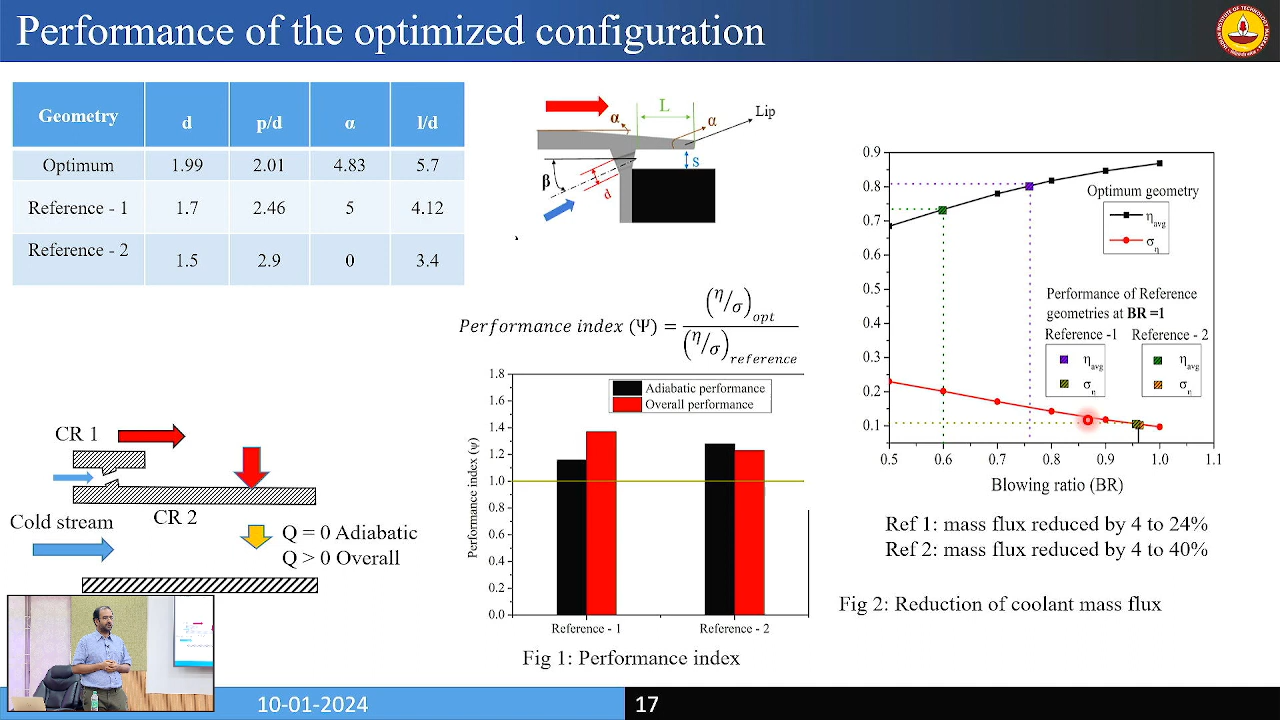 Performance of the optimized configuration
Geometry d p/d α l/d
Optimum 1.99 2.01 4.83 5.7
Reference - 1 1.7 2.46 5 4.12
Reference - 2 1.5 2.9 0 3.4
L
α
α
Lip
s
β
d
Performance index (Ψ) = (η/σ)opt
(η/σ)reference
CR 1
CR 2
Cold stream
Q = 0 Adiabatic
Q > 0 Overall
1.8
1.6
1.4
1.2
1.0
0.8
0.6
0.4
0.2
0.0
Performance index (ψ)
Adiabatic performance
Overall performance
Reference - 1 Reference - 2
Fig 1: Performance index
0.9
0.8
0.7
0.6
0.5
0.4
0.3
0.2
0.1
Optimum geometry
ηavg
ση
Performance of Reference
geometries at BR =1
Reference -1 Reference - 2
ηavg ηavg
ση ση
0.5 0.6 0.7 0.8 0.9 1.0 1.1
Blowing ratio (BR)
Ref 1: mass flux reduced by 4 to 24%
Ref 2: mass flux reduced by 4 to 40%
Fig 2: Reduction of coolant mass flux
10-01-2024
17